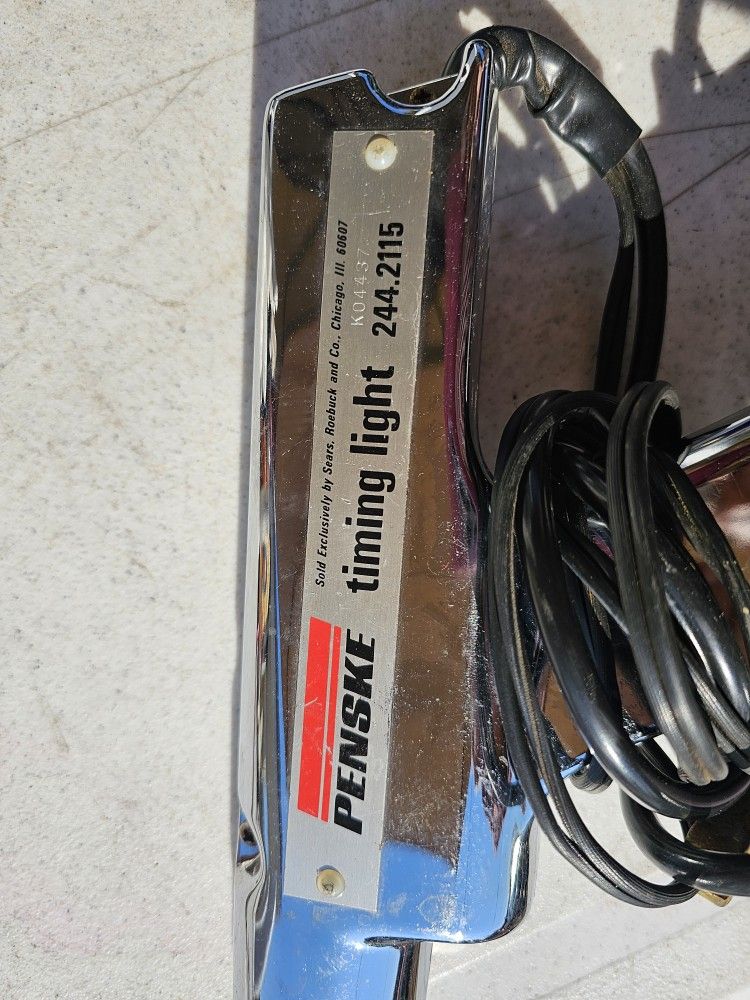 Sold Exclusively by Sears, Roebuck and Co., Chicago, Ill. 60607
K04437
PENSKE timing light 244.2115